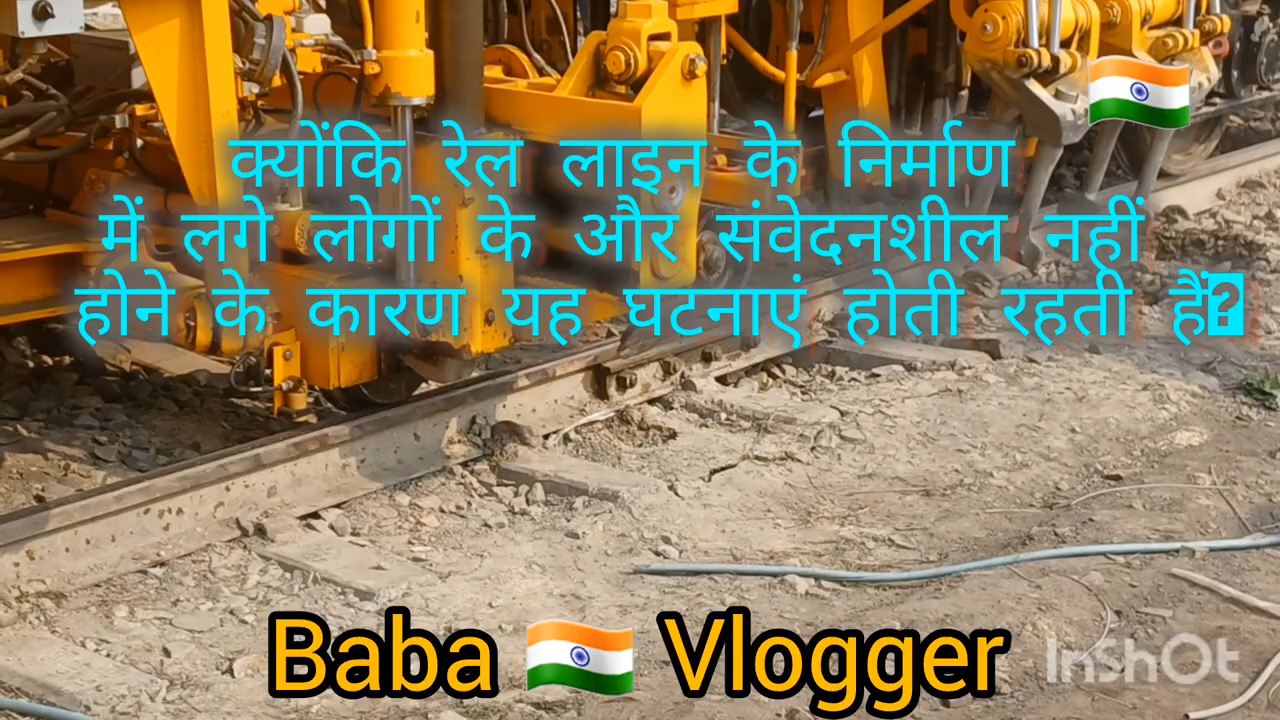 क्योंकि रेल लाइन के निर्माण
में लगे लोगों के और संवेदनशील नहीं
होने के कारण यह घटनाएं होती रहती हैं?
Baba 🇮🇳 Vlogger
InshOt